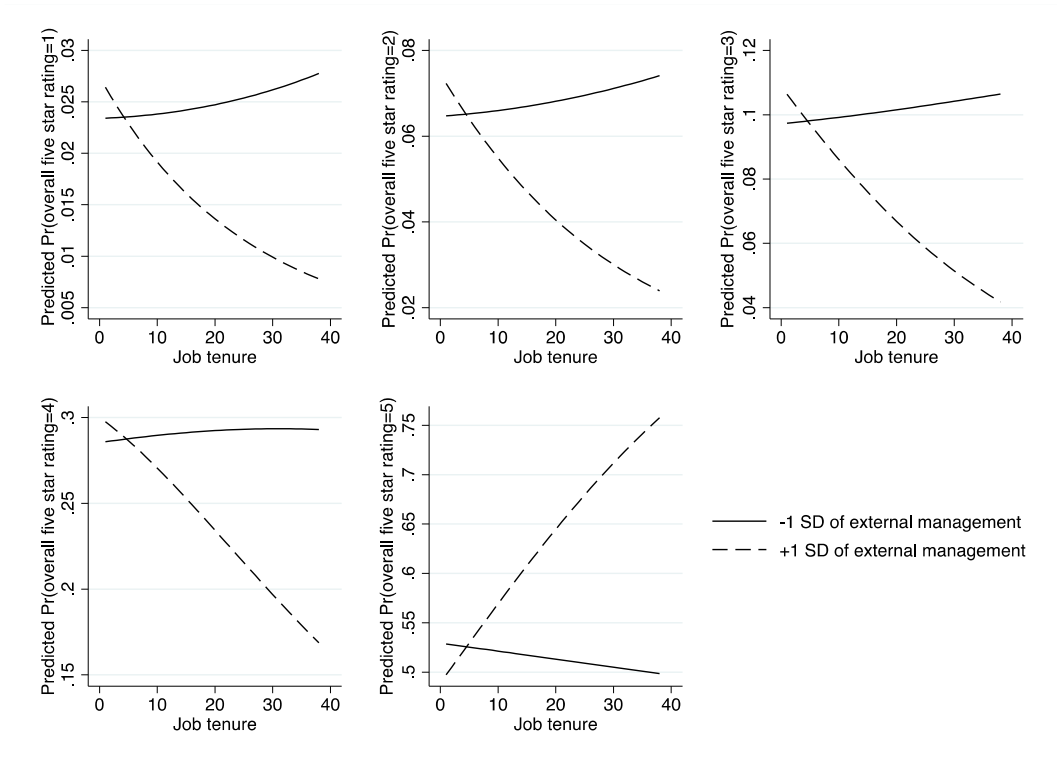 Predicted Pr(overall five star rating=1)
.03
.025
.02
.015
.01
.005
0 10 20 30 40
Job tenure
Predicted Pr(overall five star rating=2)
.08
.06
.04
.02
0 10 20 30 40
Job tenure
Predicted Pr(overall five star rating=3)
.12
.1
.08
.06
.04
0 10 20 30 40
Job tenure
Predicted Pr(overall five star rating=4)
.3
.25
.2
.15
0 10 20 30 40
Job tenure
Predicted Pr(overall five star rating=5)
.75
.7
.65
.6
.55
.5
0 10 20 30 40
Job tenure
-1 SD of external management
+1 SD of external management